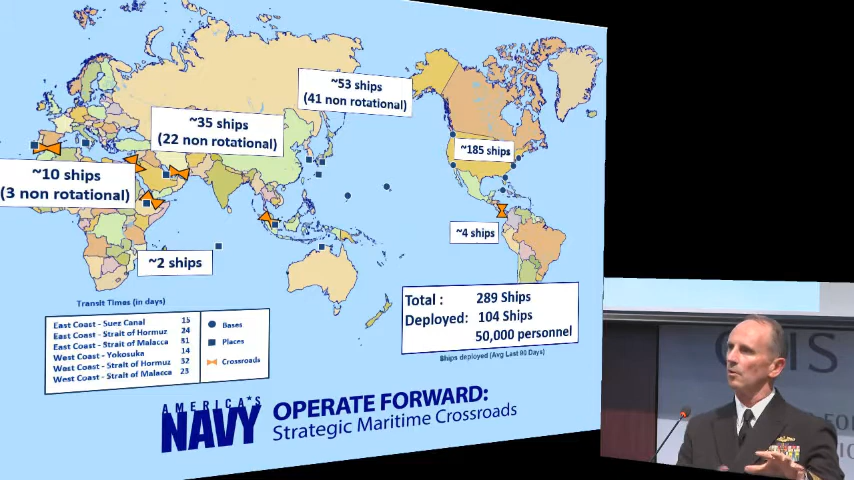 ~53 ships
(41 non rotational)
~35 ships
(22 non rotational)
~185 ships
~10 ships
(3 non rotational)
~4 ships
~2 ships
Total : 289 Ships
Deployed: 104 Ships
50,000 personnel
Ships deployed (Avg Last 90 Days)
Transit Times (in days)
East Coast - Suez Canal 15
East Coast - Strait of Hormuz 24
East Coast - Strait of Malacca 31
West Coast - Yokosuka 14
West Coast - Strait of Hormuz 32
West Coast - Strait of Malacca 23
Bases
Places
Crossroads
AMERICA★S
NAVY
OPERATE FORWARD:
Strategic Maritime Crossroads